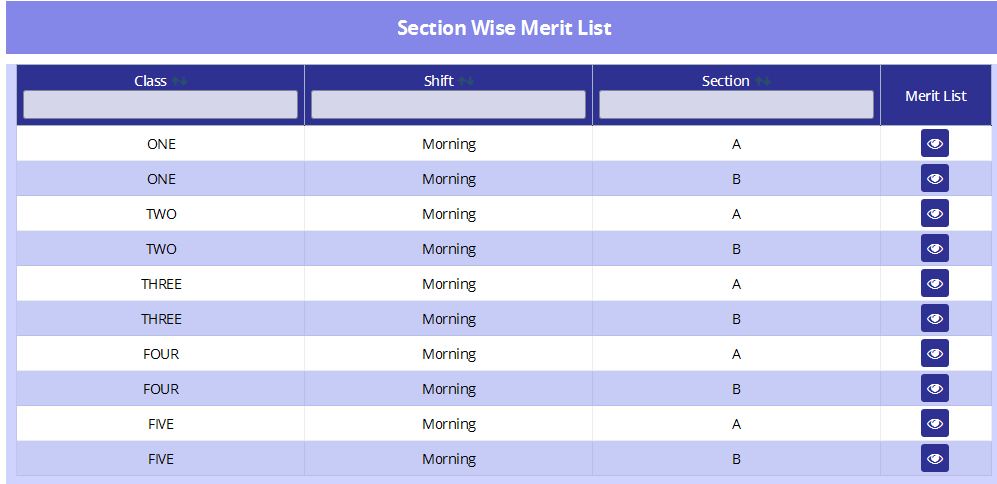 Section Wise Merit List
Class Shift Section Merit List
ONE Morning A
ONE Morning B
TWO Morning A
TWO Morning B
THREE Morning A
THREE Morning B
FOUR Morning A
FOUR Morning B
FIVE Morning A
FIVE Morning B